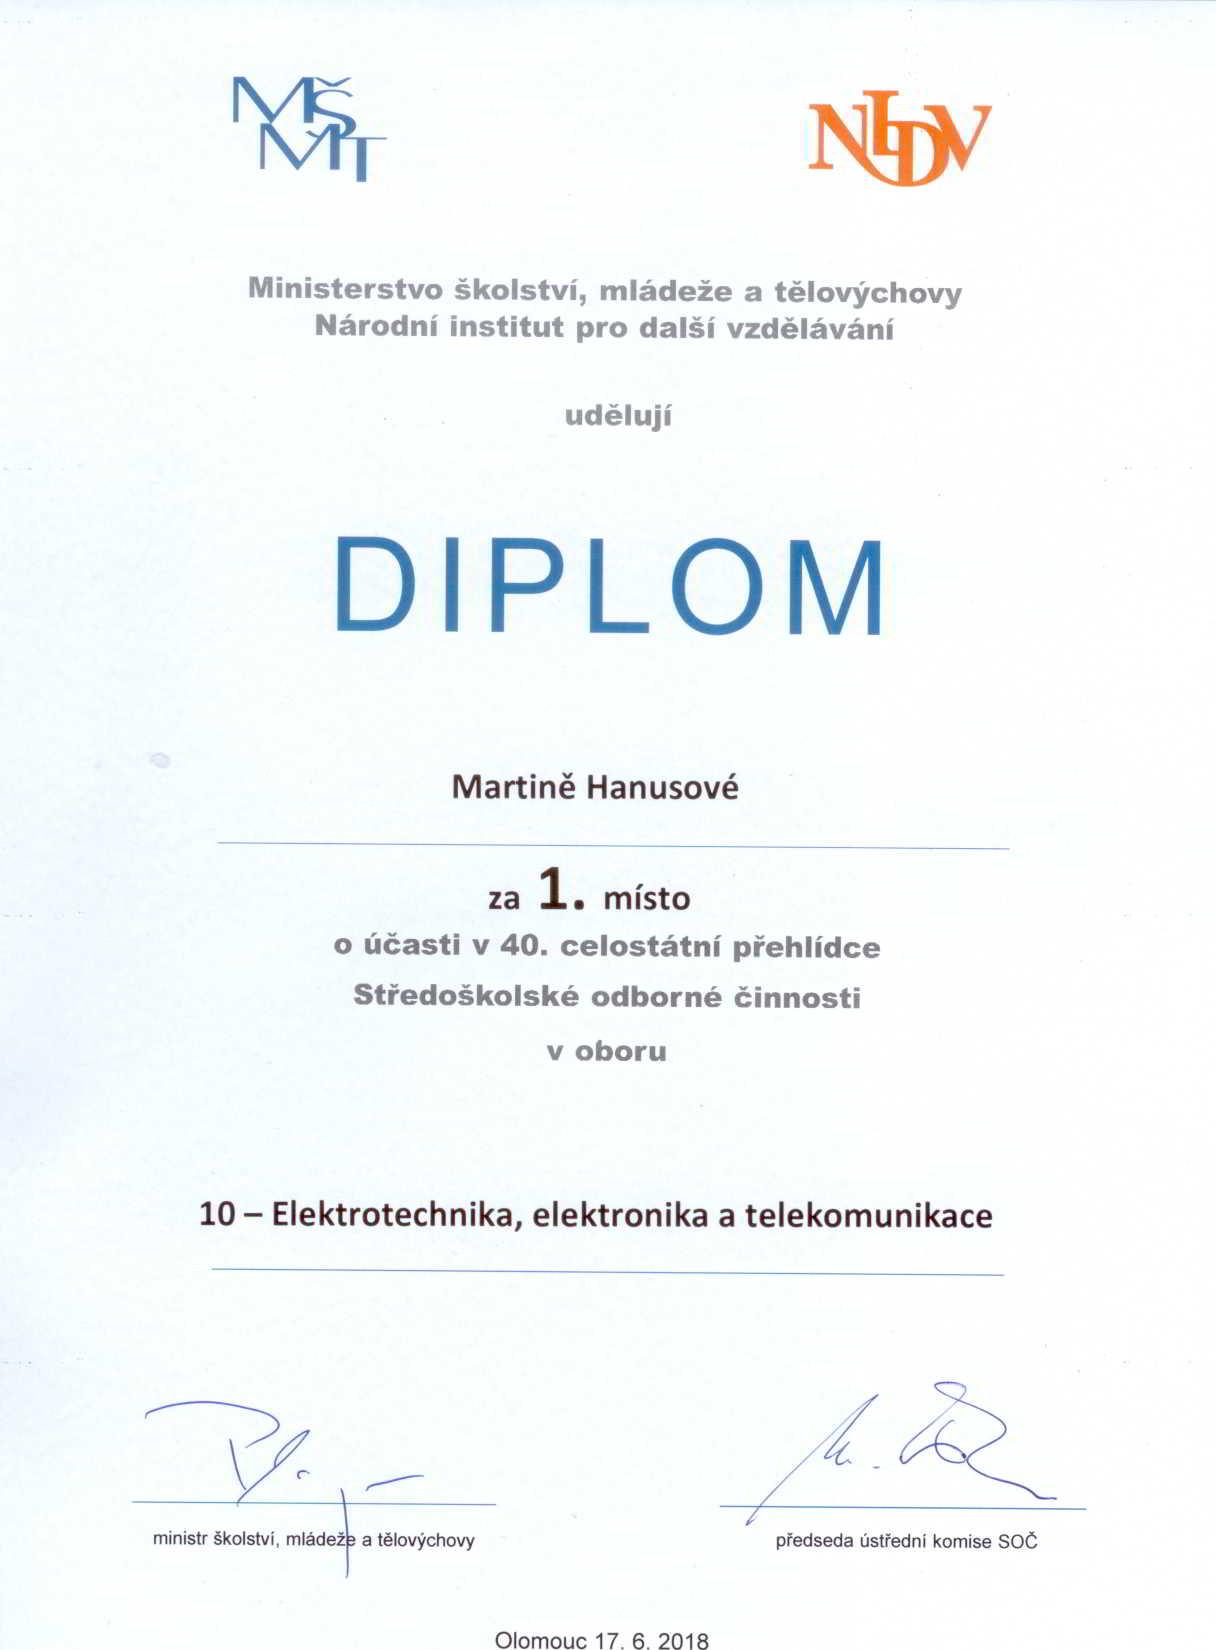 MŠ
MT
NIDV
Ministerstvo školství, mládeže a tělovýchovy
Národní institut pro další vzdělávání
udělují
DIPLOM
Martině Hanusové
za 1. místo
o účasti v 40. celostátní přehlídce
Středoškolské odborné činnosti
v oboru
10 – Elektrotechnika, elektronika a telekomunikace
ministr školství, mládeže a tělovýchovy
předseda ústřední komise SOČ
Olomouc 17. 6. 2018